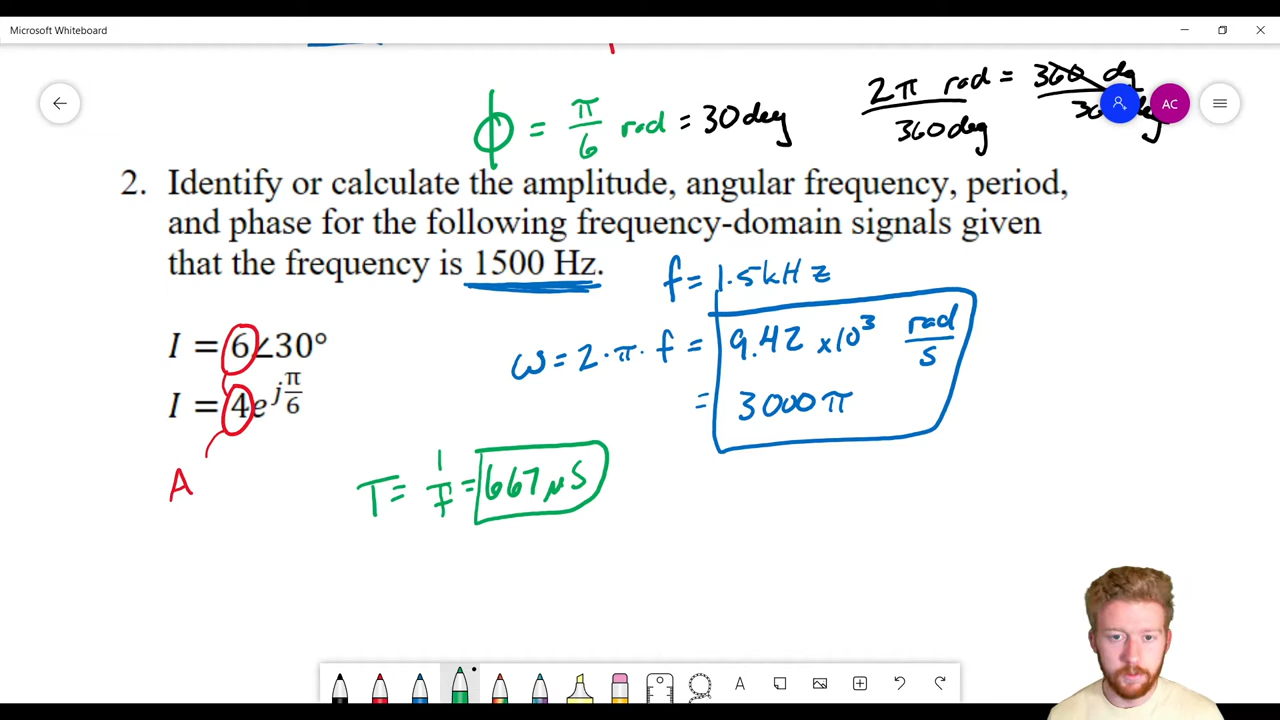 Microsoft Whiteboard
2π rad = 360 deg
360deg
AC
ϕ = π/6 rad = 30deg
2. Identify or calculate the amplitude, angular frequency, period,
and phase for the following frequency-domain signals given
that the frequency is 1500 Hz.
f = 1.5kHz
I = 6∠30°
ω = 2·π·f = 9.42 x10³ rad/s
I = 4e^{jπ/6}
= 3000π
A
T = 1/f = 667μs
A